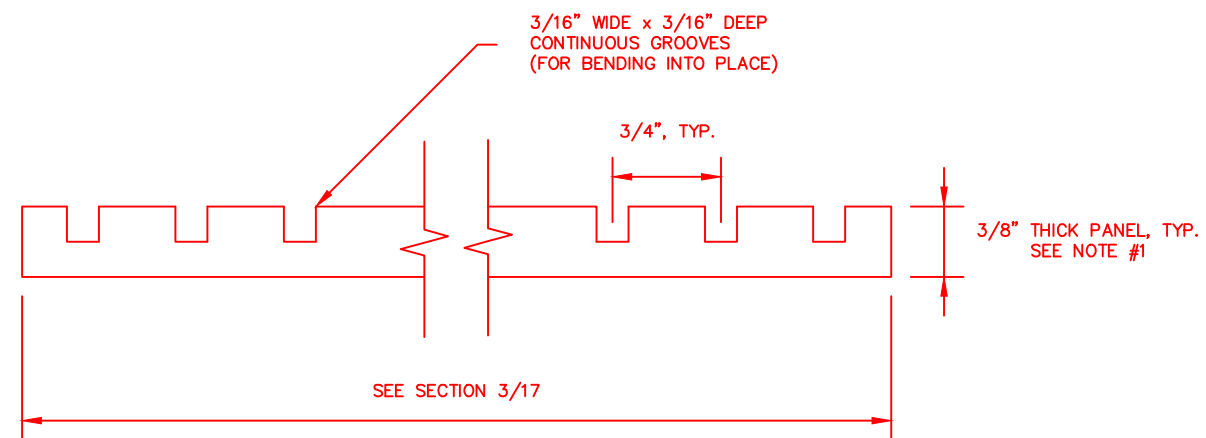 3/16" WIDE x 3/16" DEEP
CONTINUOUS GROOVES
(FOR BENDING INTO PLACE)
3/4", TYP.
3/8" THICK PANEL, TYP.
SEE NOTE #1
SEE SECTION 3/17